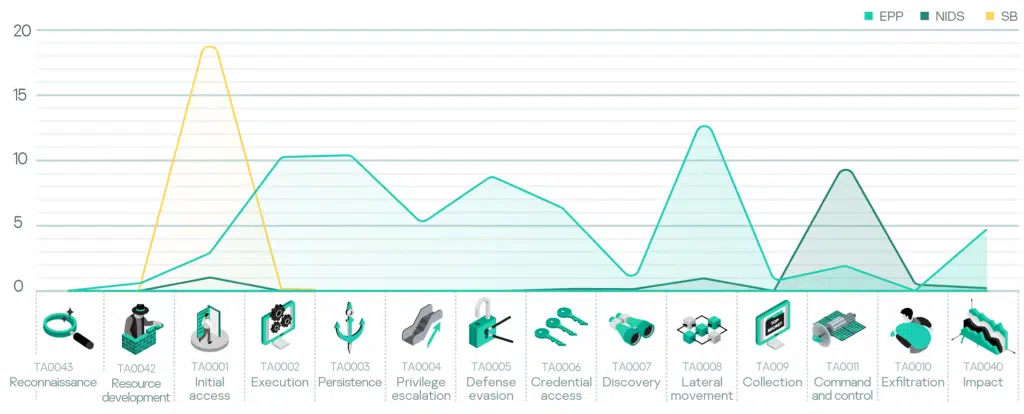 EPP NIDS SB
20
15
10
5
0
TA0043
Reconnaissance
TA0042
Resource
development
TA0001
Initial
access
TA0002
Execution
TA0003
Persistence
TA0004
Privilege
escalation
TA0005
Defense
evasion
TA0006
Credential
access
TA0007
Discovery
TA0008
Lateral
movement
TA009
Collection
TA0011
Command
and control
TA0010
Exfiltration
TA0040
Impact